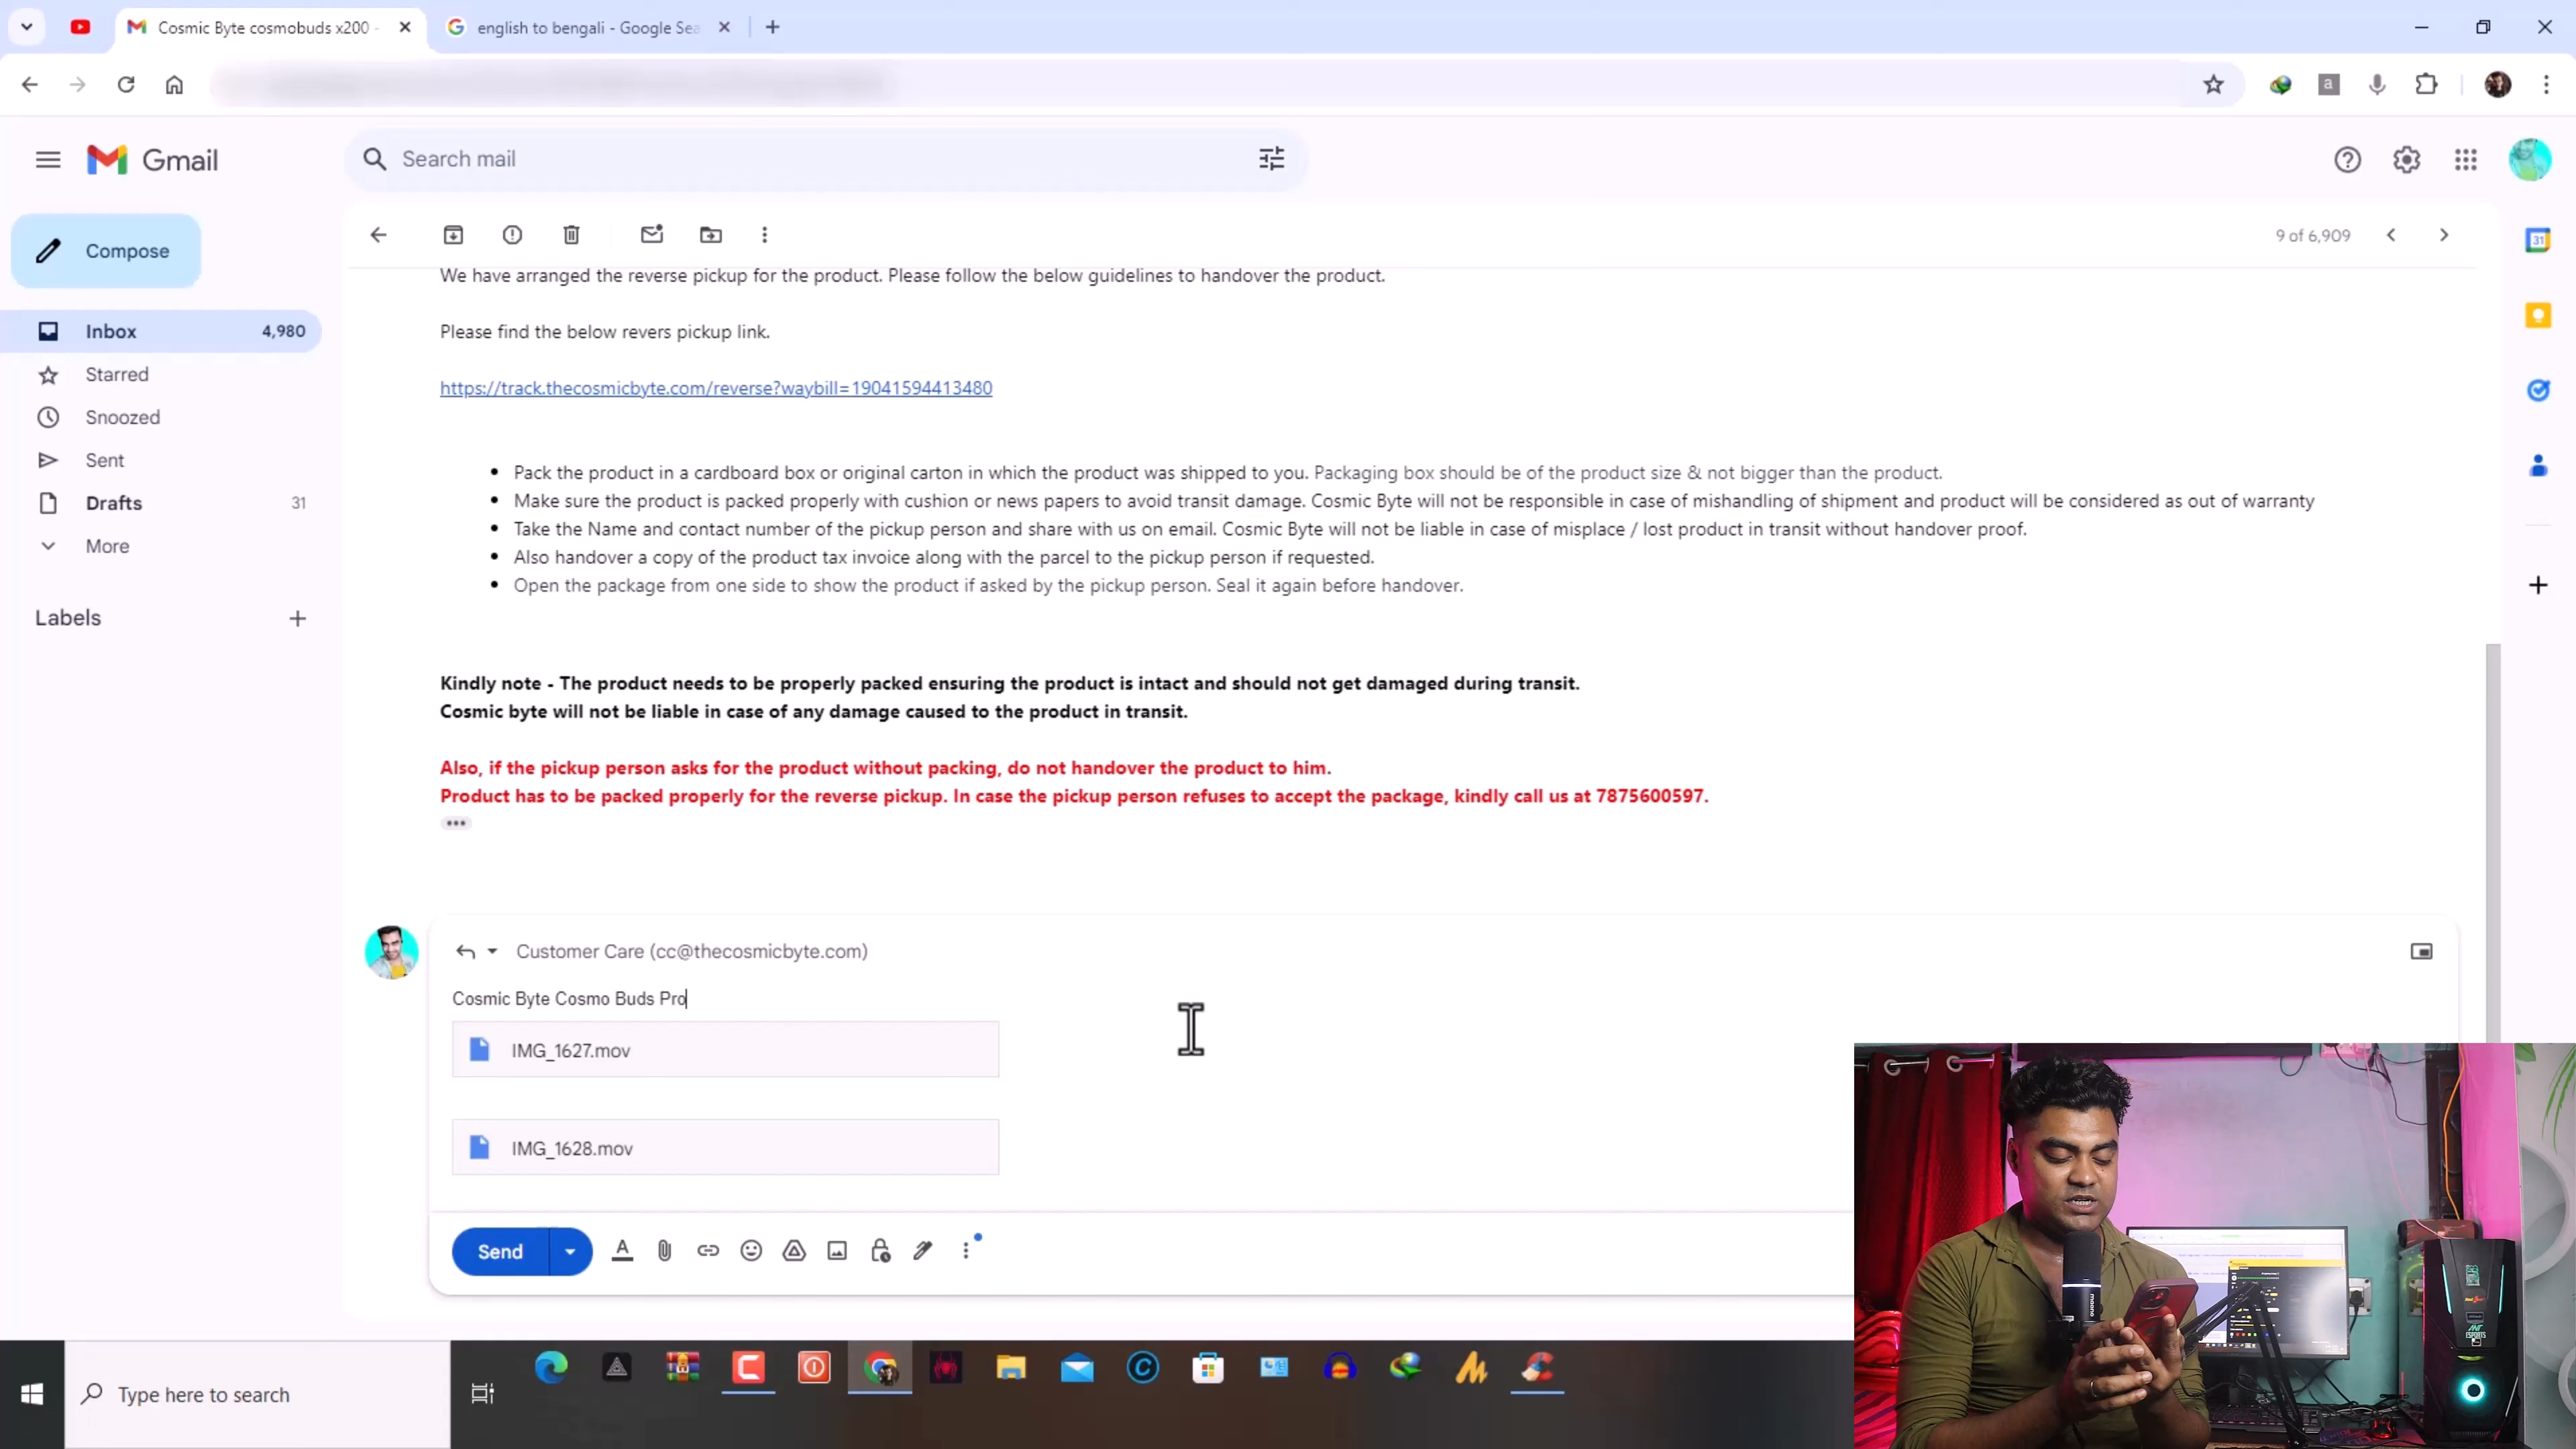 Cosmic Byte cosmobuds x200 -
english to bengali - Google Sea
a
Gmail
Search mail
Compose
9 of 6,909
31
We have arranged the reverse pickup for the product. Please follow the below guidelines to handover the product.
Inbox 4,980
Please find the below revers pickup link.
Starred
https://track.thecosmicbyte.com/reverse?waybill=19041594413480
Snoozed
Sent
Drafts 31
More
Labels
Pack the product in a cardboard box or original carton in which the product was shipped to you. Packaging box should be of the product size & not bigger than the product.
Make sure the product is packed properly with cushion or news papers to avoid transit damage. Cosmic Byte will not be responsible in case of mishandling of shipment and product will be considered as out of warranty
Take the Name and contact number of the pickup person and share with us on email. Cosmic Byte will not be liable in case of misplace / lost product in transit without handover proof.
Also handover a copy of the product tax invoice along with the parcel to the pickup person if requested.
Open the package from one side to show the product if asked by the pickup person. Seal it again before handover.
Kindly note - The product needs to be properly packed ensuring the product is intact and should not get damaged during transit.
Cosmic byte will not be liable in case of any damage caused to the product in transit.
Also, if the pickup person asks for the product without packing, do not handover the product to him.
Product has to be packed properly for the reverse pickup. In case the pickup person refuses to accept the package, kindly call us at 7875600597.
Customer Care (cc@thecosmicbyte.com)
Cosmic Byte Cosmo Buds Pro
IMG_1627.mov
IMG_1628.mov
Send
maono
ANT
ESPORTS
Type here to search